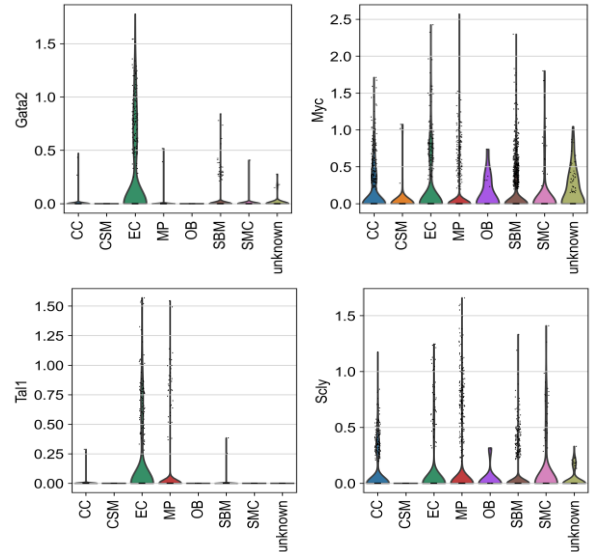 Gata2
1.5
1.0
0.5
0.0
CC
CSM
EC
MP
OB
SBM
SMC
unknown
Myc
2.5
2.0
1.5
1.0
0.5
0.0
CC
CSM
EC
MP
OB
SBM
SMC
unknown
Tal1
1.50
1.25
1.00
0.75
0.50
0.25
0.00
CC
CSM
EC
MP
OB
SBM
SMC
unknown
Scly
1.5
1.0
0.5
0.0
CC
CSM
EC
MP
OB
SBM
SMC
unknown